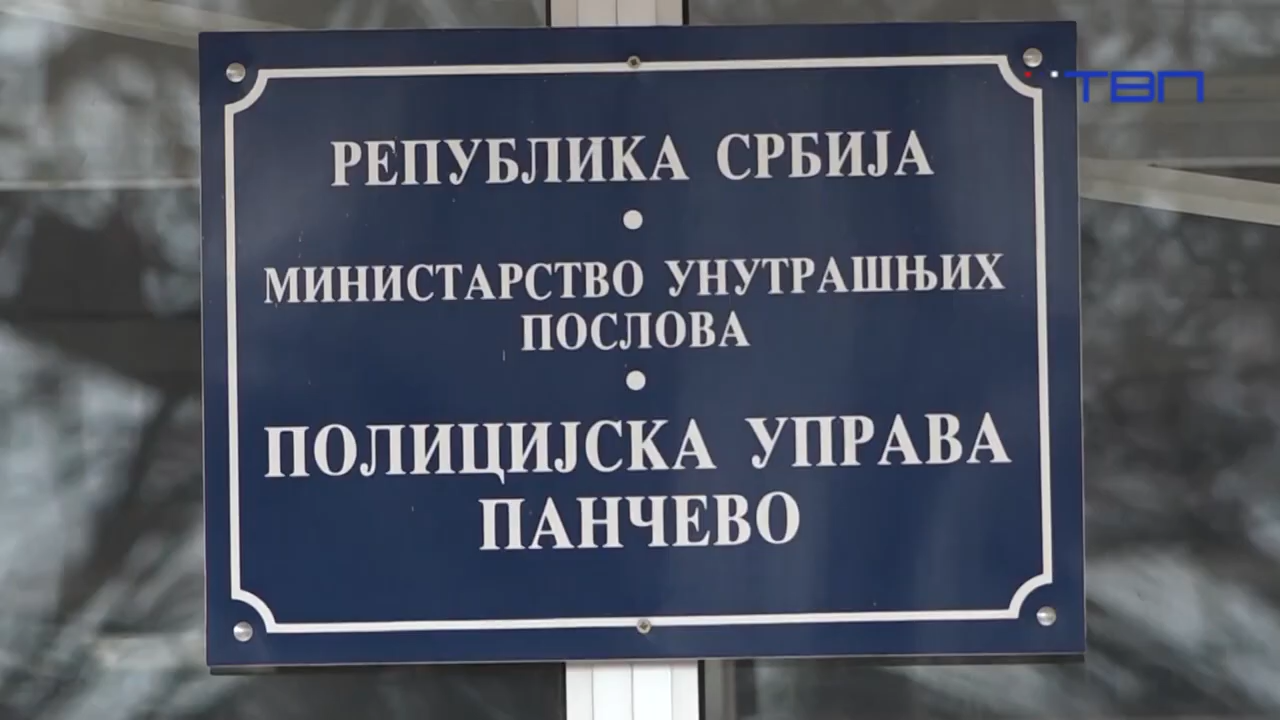 ТВП
РЕПУБЛИКА СРБИЈА
МИНИСТАРСТВО УНУТРАШЊИХ
ПОСЛОВА
ПОЛИЦИЈСКА УПРАВА
ПАНЧЕВО